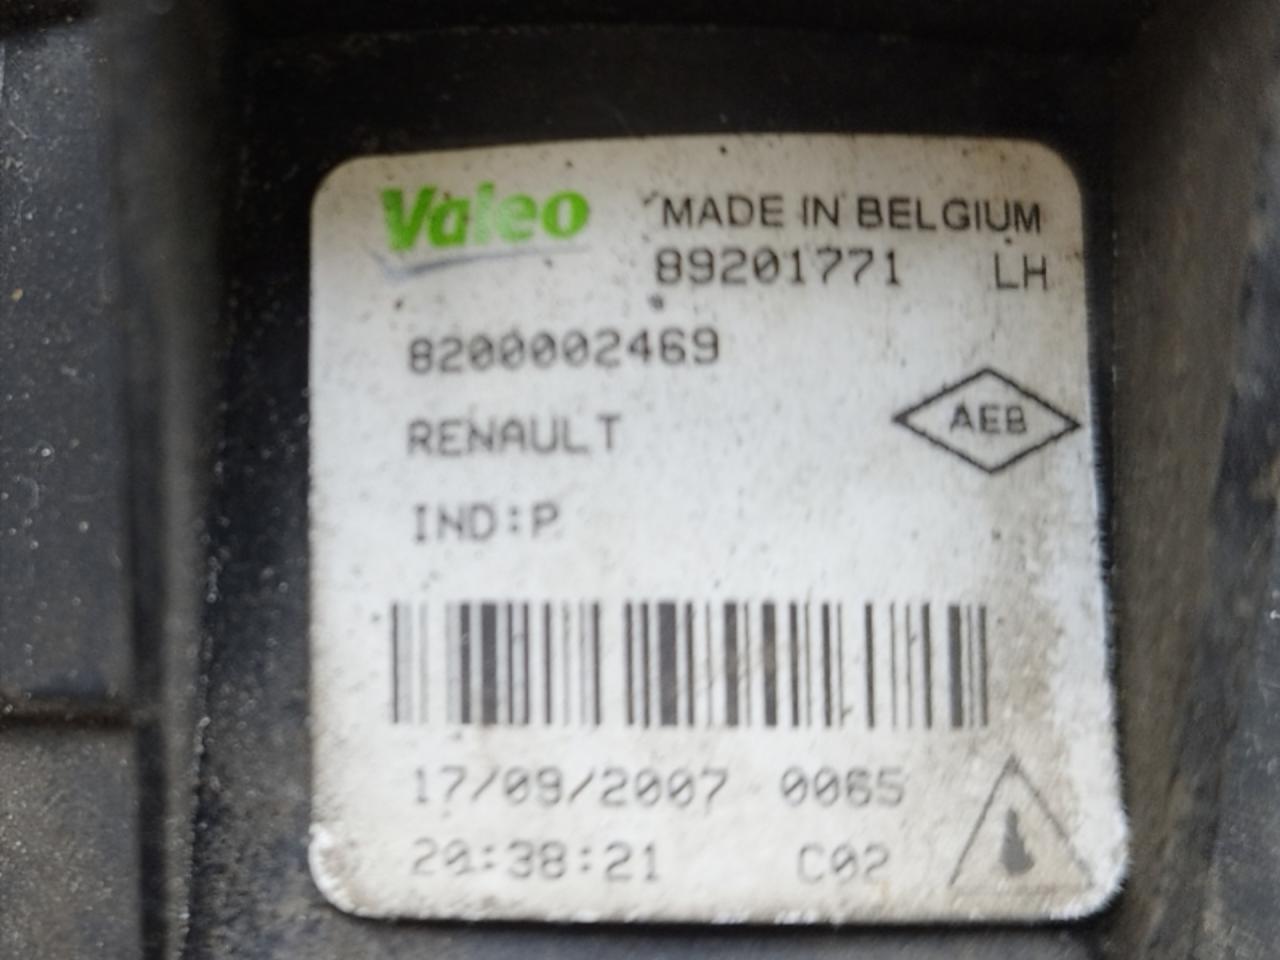 Valeo MADE IN BELGIUM
89201771 LH
8200002469
RENAULT
AEB
IND:P
17/09/2007 0065
20:38:21 C02